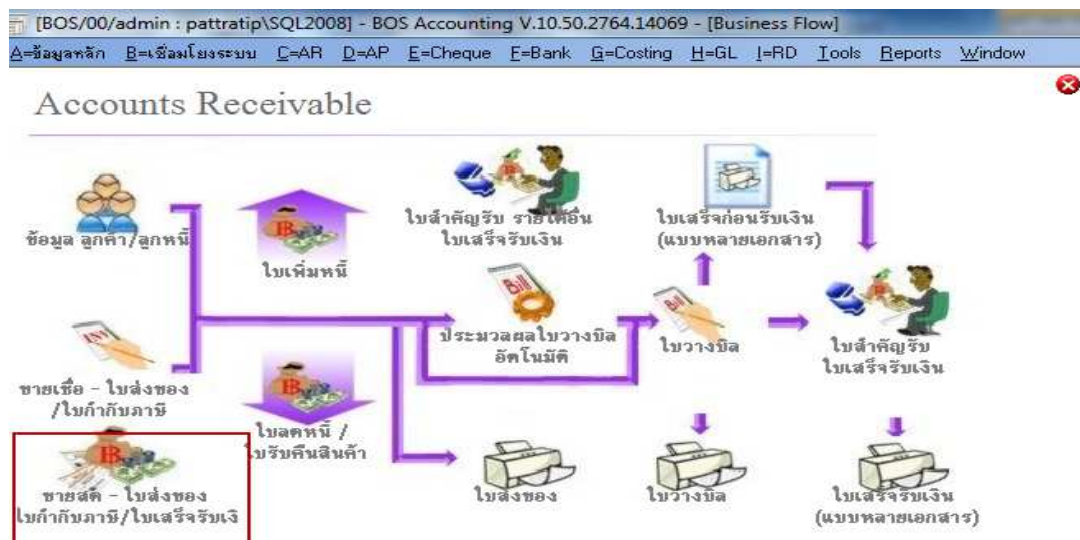 [BOS/00/admin : pattratip\SQL2008] - BOS Accounting V.10.50.2764.14069 - [Business Flow]
A=ข้อมูลหลัก B=เชื่อมโยงระบบ C=AR D=AP E=Cheque F=Bank G=Costing H=GL I=RD Tools Reports Window
Accounts Receivable
ข้อมูล ลูกค้า/ลูกหนี้
ใบเพิ่มหนี้
ใบสำคัญรับ รายได้อื่น
ใบเสร็จรับเงิน
ใบเสร็จก่อนรับเงิน
(แบบหลายเอกสาร)
INV
ขายเชื่อ - ใบส่งของ
/ใบกำกับภาษี
Bill
ประมวลผลใบวางบิล
อัตโนมัติ
Bill
ใบวางบิล
ใบสำคัญรับ
ใบเสร็จรับเงิน
ใบลดหนี้ /
ใบรับคืนสินค้า
ขายสด - ใบส่งของ
ใบกำกับภาษี/ใบเสร็จรับเงิ
ใบส่งของ
ใบวางบิล
ใบเสร็จรับเงิน
(แบบหลายเอกสาร)